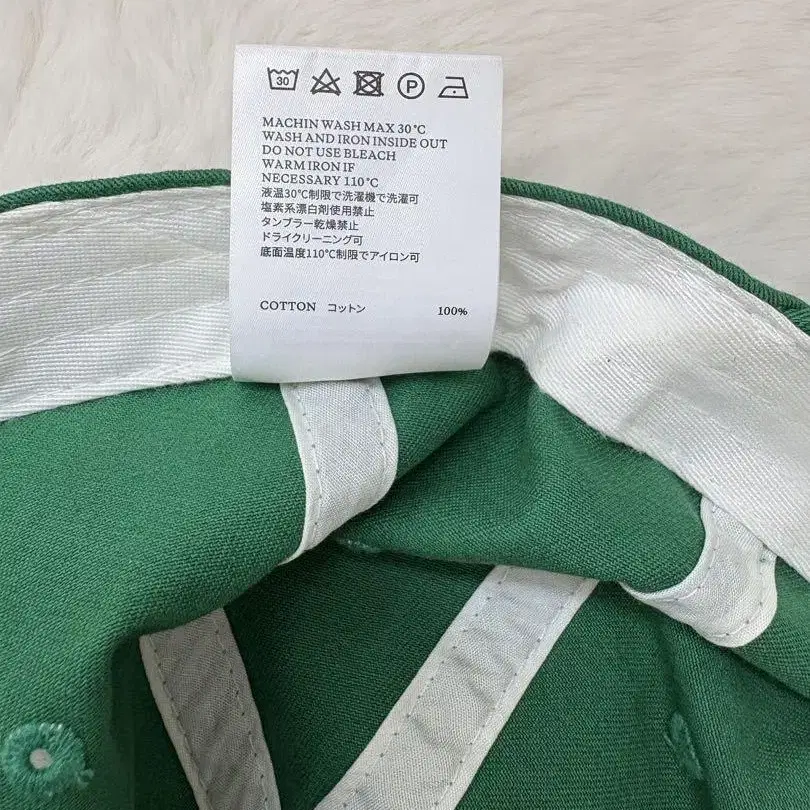 30 P
MACHIN WASH MAX 30°C
WASH AND IRON INSIDE OUT
DO NOT USE BLEACH
WARM IRON IF
NECESSARY 110°C
液温30℃制限で洗濯機で洗濯可
塩素系漂白剤使用禁止
タンブラー乾燥禁止
ドライクリーニング可
底面温度110℃制限でアイロン可
COTTON コットン 100%